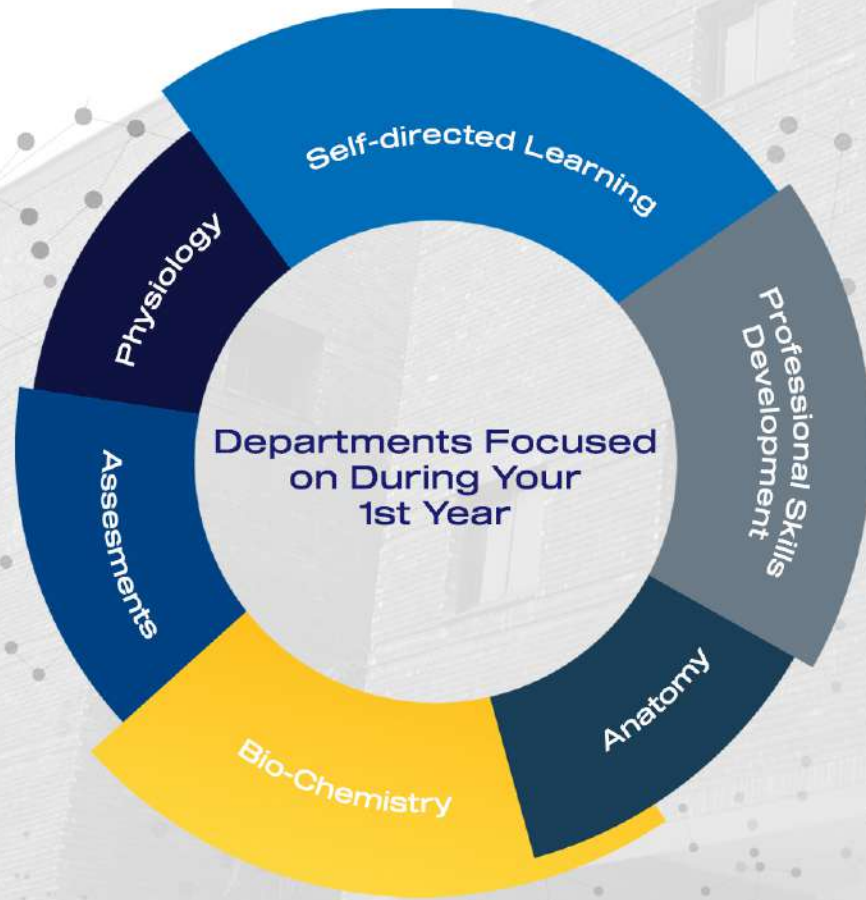 Self-directed Learning
Professional Skills
Development
Anatomy
Bio-Chemistry
Assesments
Physiology
Departments Focused
on During Your
1st Year